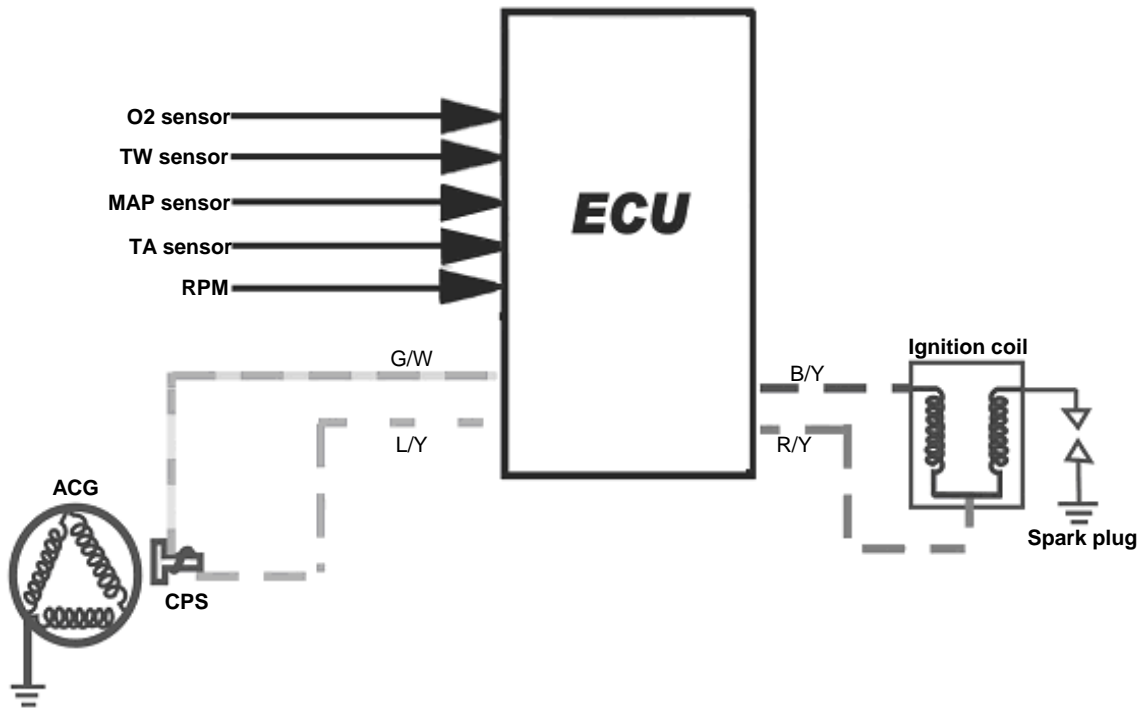 ECU
O2 sensor
TW sensor
MAP sensor
TA sensor
RPM
G/W
L/Y
B/Y
R/Y
Ignition coil
Spark plug
ACG
CPS